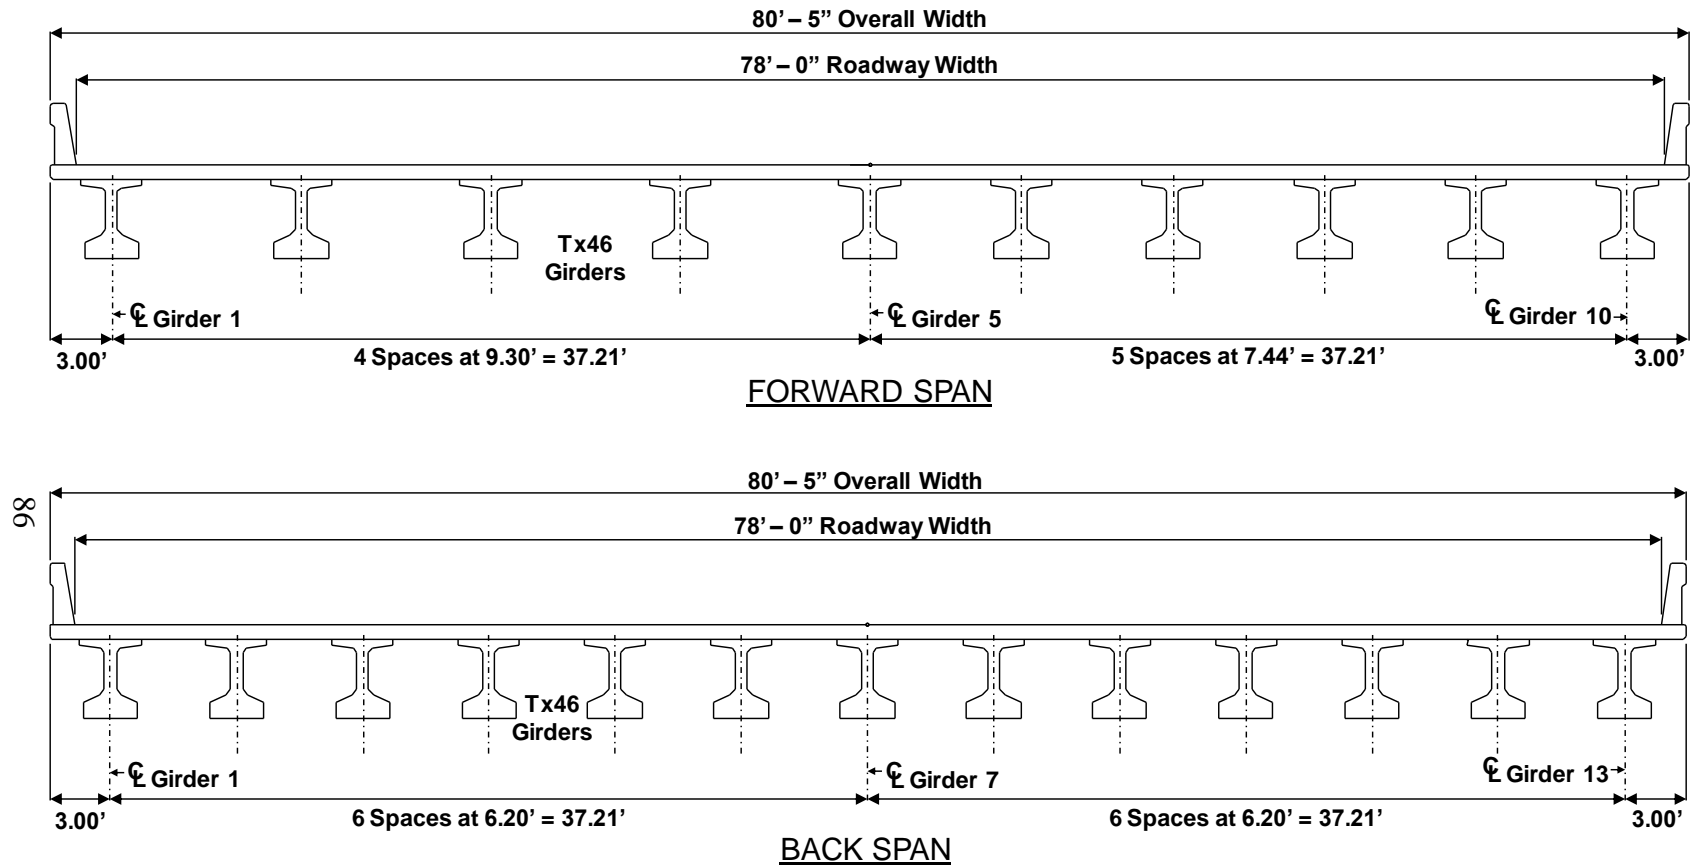 80’ – 5” Overall Width
78’ – 0” Roadway Width
Tx46
Girders
℄ Girder 1
℄ Girder 5
℄ Girder 10
3.00’
4 Spaces at 9.30’ = 37.21’
5 Spaces at 7.44’ = 37.21’
3.00’
FORWARD SPAN
98
80’ – 5” Overall Width
78’ – 0” Roadway Width
Tx46
Girders
℄ Girder 1
℄ Girder 7
℄ Girder 13
3.00’
6 Spaces at 6.20’ = 37.21’
6 Spaces at 6.20’ = 37.21’
3.00’
BACK SPAN